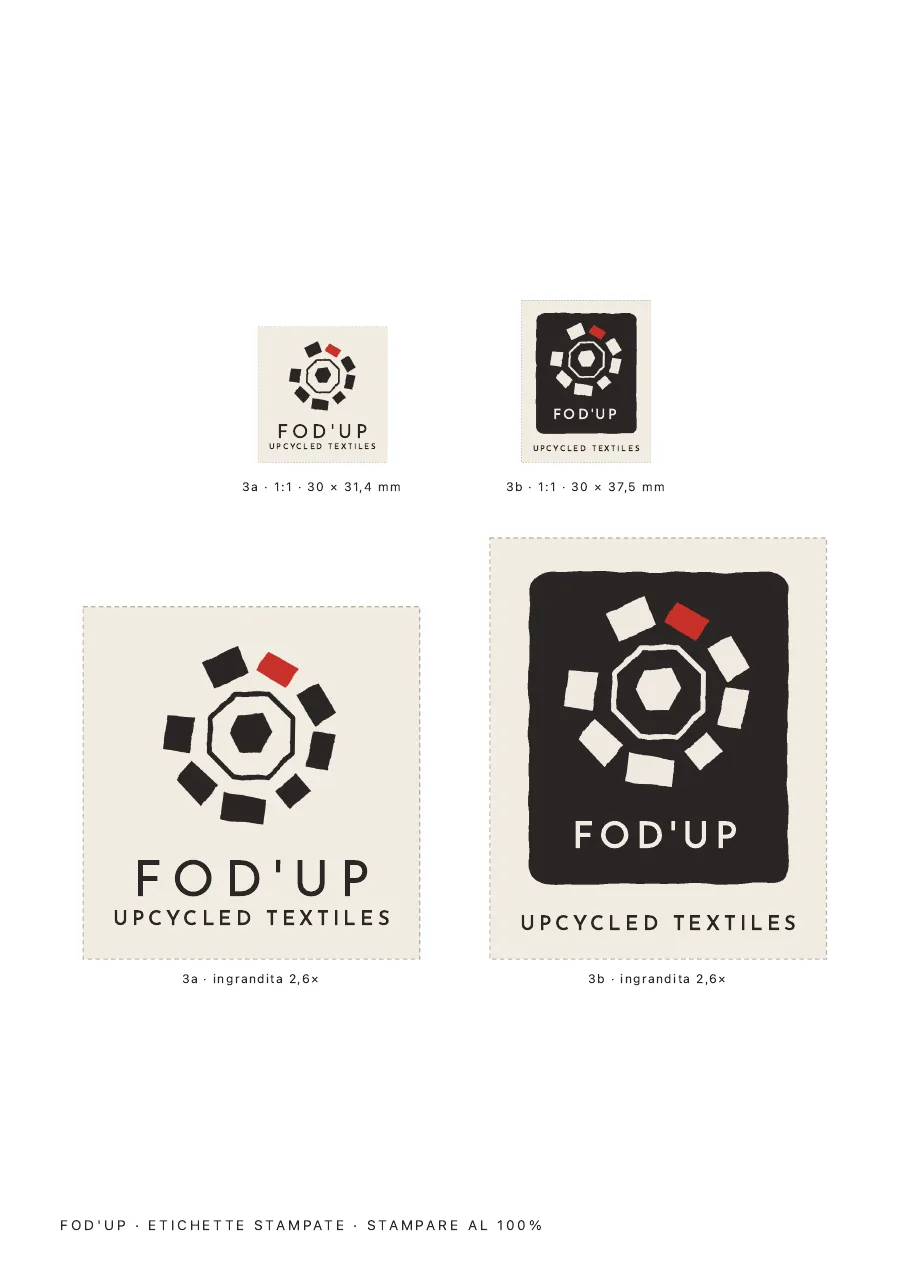 FOD'UP
UPCYCLED TEXTILES
FOD'UP
UPCYCLED TEXTILES
3a · 1:1 · 30 × 31,4 mm
3b · 1:1 · 30 × 37,5 mm
FOD'UP
UPCYCLED TEXTILES
FOD'UP
UPCYCLED TEXTILES
3a · ingrandita 2,6×
3b · ingrandita 2,6×
FOD'UP · ETICHETTE STAMPATE · STAMPARE AL 100%